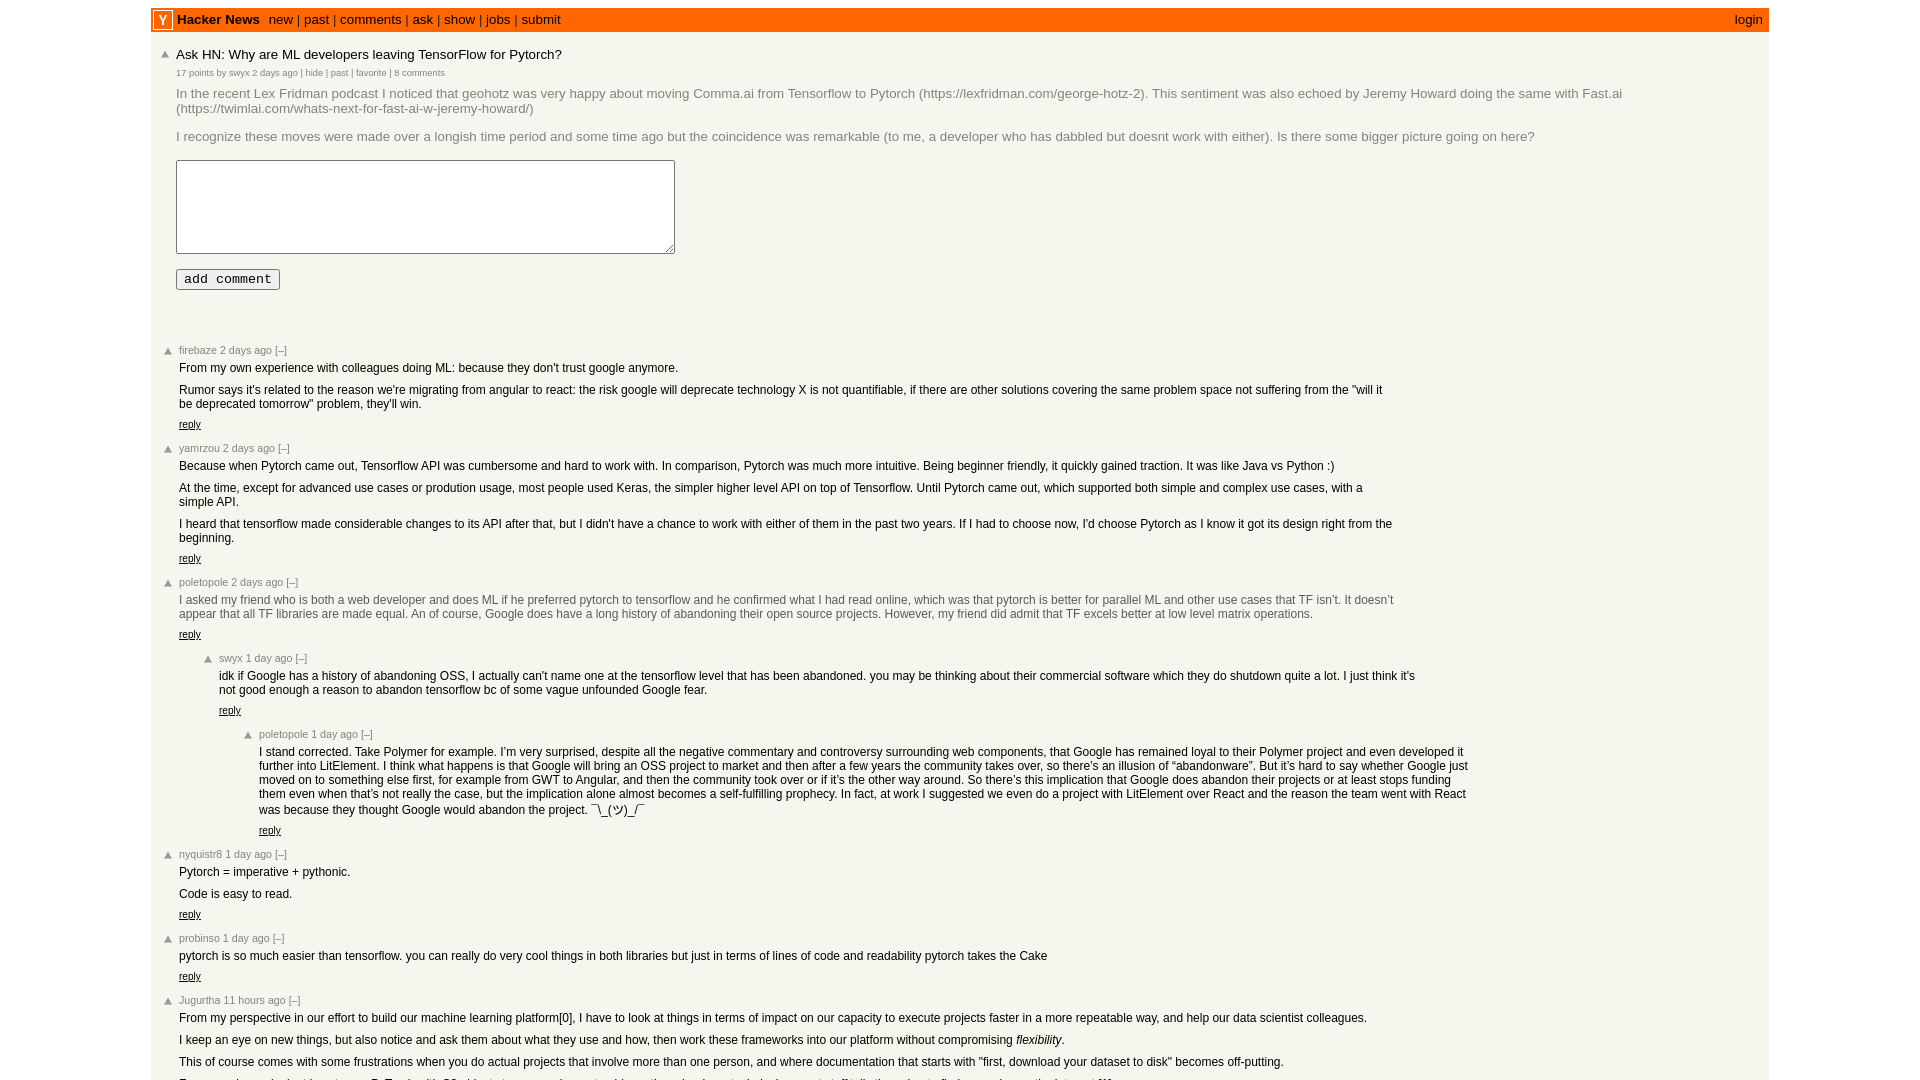 Y Hacker News new | past | comments | ask | show | jobs | submit login
Ask HN: Why are ML developers leaving TensorFlow for Pytorch?
17 points by swyx 2 days ago | hide | past | favorite | 8 comments
In the recent Lex Fridman podcast I noticed that geohotz was very happy about moving Comma.ai from Tensorflow to Pytorch (https://lexfridman.com/george-hotz-2). This sentiment was also echoed by Jeremy Howard doing the same with Fast.ai
(https://twimlai.com/whats-next-for-fast-ai-w-jeremy-howard/)
I recognize these moves were made over a longish time period and some time ago but the coincidence was remarkable (to me, a developer who has dabbled but doesnt work with either). Is there some bigger picture going on here?
add comment
firebaze 2 days ago [–]
From my own experience with colleagues doing ML: because they don't trust google anymore.
Rumor says it's related to the reason we're migrating from angular to react: the risk google will deprecate technology X is not quantifiable, if there are other solutions covering the same problem space not suffering from the "will it
be deprecated tomorrow" problem, they'll win.
reply
yamrzou 2 days ago [–]
Because when Pytorch came out, Tensorflow API was cumbersome and hard to work with. In comparison, Pytorch was much more intuitive. Being beginner friendly, it quickly gained traction. It was like Java vs Python :)
At the time, except for advanced use cases or prodution usage, most people used Keras, the simpler higher level API on top of Tensorflow. Until Pytorch came out, which supported both simple and complex use cases, with a
simple API.
I heard that tensorflow made considerable changes to its API after that, but I didn't have a chance to work with either of them in the past two years. If I had to choose now, I'd choose Pytorch as I know it got its design right from the
beginning.
reply
poletopole 2 days ago [–]
I asked my friend who is both a web developer and does ML if he preferred pytorch to tensorflow and he confirmed what I had read online, which was that pytorch is better for parallel ML and other use cases that TF isn’t. It doesn’t
appear that all TF libraries are made equal. An of course, Google does have a long history of abandoning their open source projects. However, my friend did admit that TF excels better at low level matrix operations.
reply
swyx 1 day ago [–]
idk if Google has a history of abandoning OSS, I actually can't name one at the tensorflow level that has been abandoned. you may be thinking about their commercial software which they do shutdown quite a lot. I just think it's
not good enough a reason to abandon tensorflow bc of some vague unfounded Google fear.
reply
poletopole 1 day ago [–]
I stand corrected. Take Polymer for example. I’m very surprised, despite all the negative commentary and controversy surrounding web components, that Google has remained loyal to their Polymer project and even developed it
further into LitElement. I think what happens is that Google will bring an OSS project to market and then after a few years the community takes over, so there’s an illusion of “abandonware”. But it’s hard to say whether Google just
moved on to something else first, for example from GWT to Angular, and then the community took over or if it’s the other way around. So there’s this implication that Google does abandon their projects or at least stops funding
them even when that’s not really the case, but the implication alone almost becomes a self-fulfilling prophecy. In fact, at work I suggested we even do a project with LitElement over React and the reason the team went with React
was because they thought Google would abandon the project. ¯\_(ツ)_/¯
reply
nyquistr8 1 day ago [–]
Pytorch = imperative + pythonic.
Code is easy to read.
reply
probinso 1 day ago [–]
pytorch is so much easier than tensorflow. you can really do very cool things in both libraries but just in terms of lines of code and readability pytorch takes the Cake
reply
Jugurtha 11 hours ago [–]
From my perspective in our effort to build our machine learning platform[0], I have to look at things in terms of impact on our capacity to execute projects faster in a more repeatable way, and help our data scientist colleagues.
I keep an eye on new things, but also notice and ask them about what they use and how, then work these frameworks into our platform without compromising flexibility.
This of course comes with some frustrations when you do actual projects that involve more than one person, and where documentation that starts with "first, download your dataset to disk" becomes off-putting.